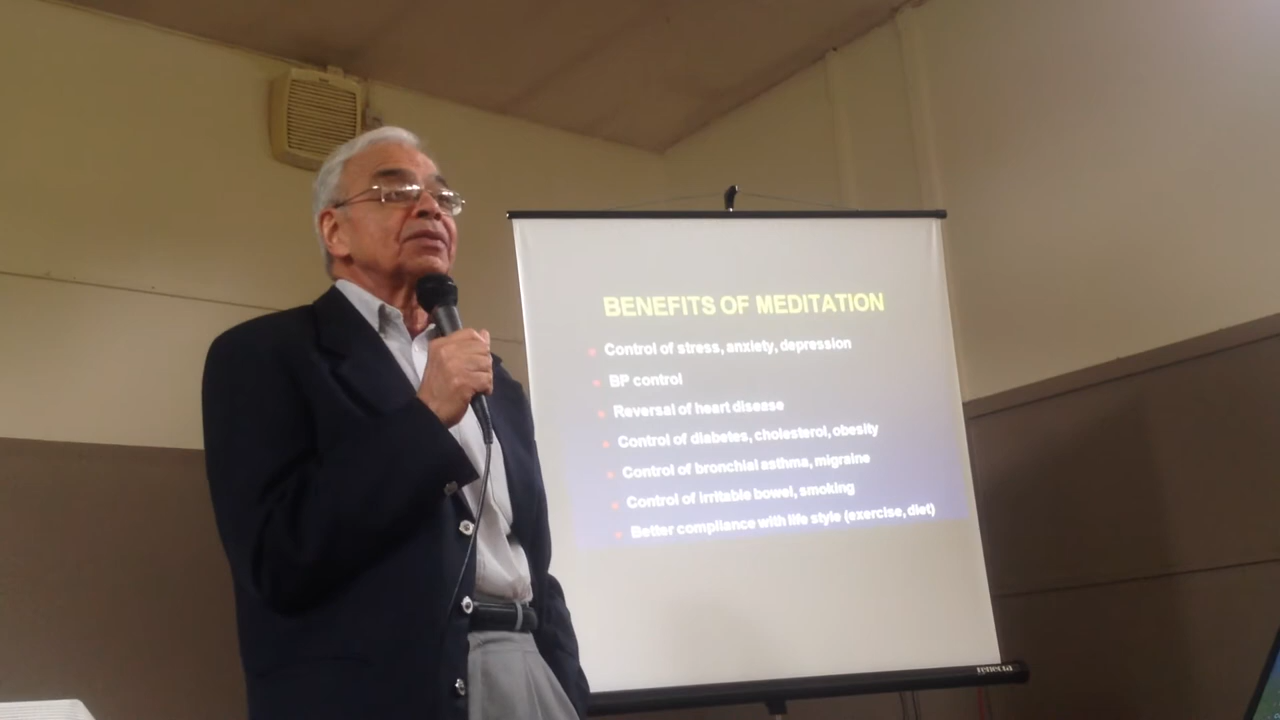 BENEFITS OF MEDITATION
Control of stress, anxiety, depression
BP control
Reversal of heart disease
Control of diabetes, cholesterol, obesity
Control of bronchial asthma, migraine
Control of irritable bowel, smoking
Better compliance with life style (exercise, diet)